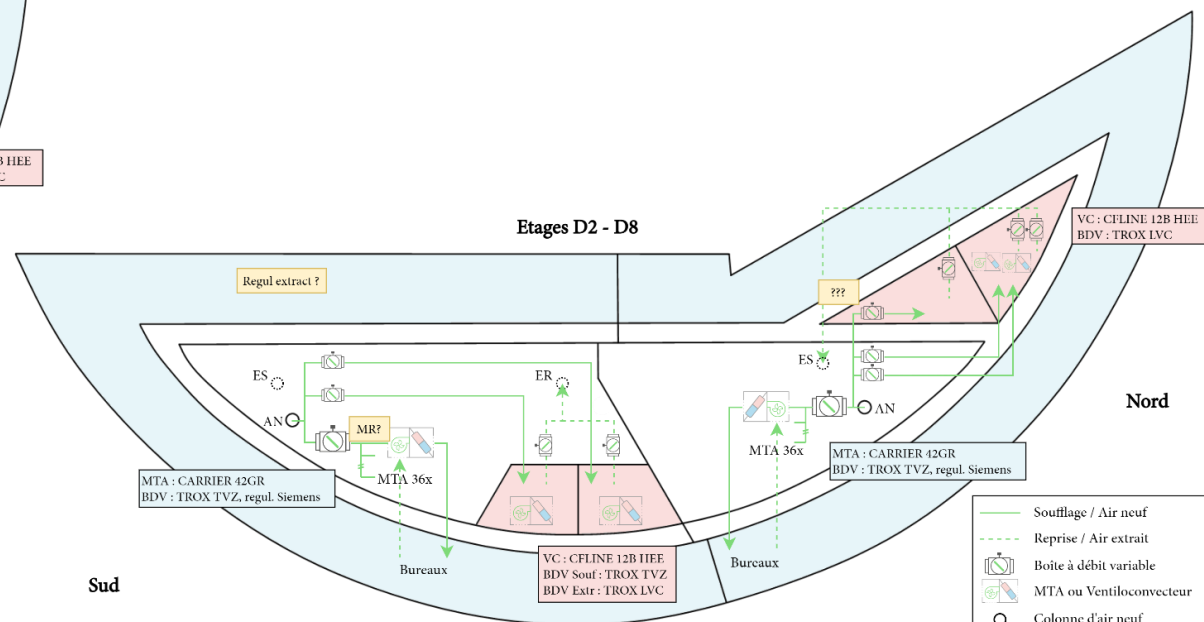 B HEE
C
Etages D2 - D8
Regul extract ?
VC : CFLINE 12B HEE
BDV : TROX LVC
???
ES
ER
ES
AN
AN
Nord
MR?
MTA 36x
MTA 36x
MTA : CARRIER 42GR
BDV : TROX TVZ, regul. Siemens
MTA : CARRIER 42GR
BDV : TROX TVZ, regul. Siemens
Bureaux
Bureaux
VC : CFLINE 12B HEE
BDV Souf : TROX TVZ
BDV Extr : TROX LVC
Sud
Soufflage / Air neuf
Reprise / Air extrait
Boîte à débit variable
MTA ou Ventiloconvecteur
Colonne d'air neuf